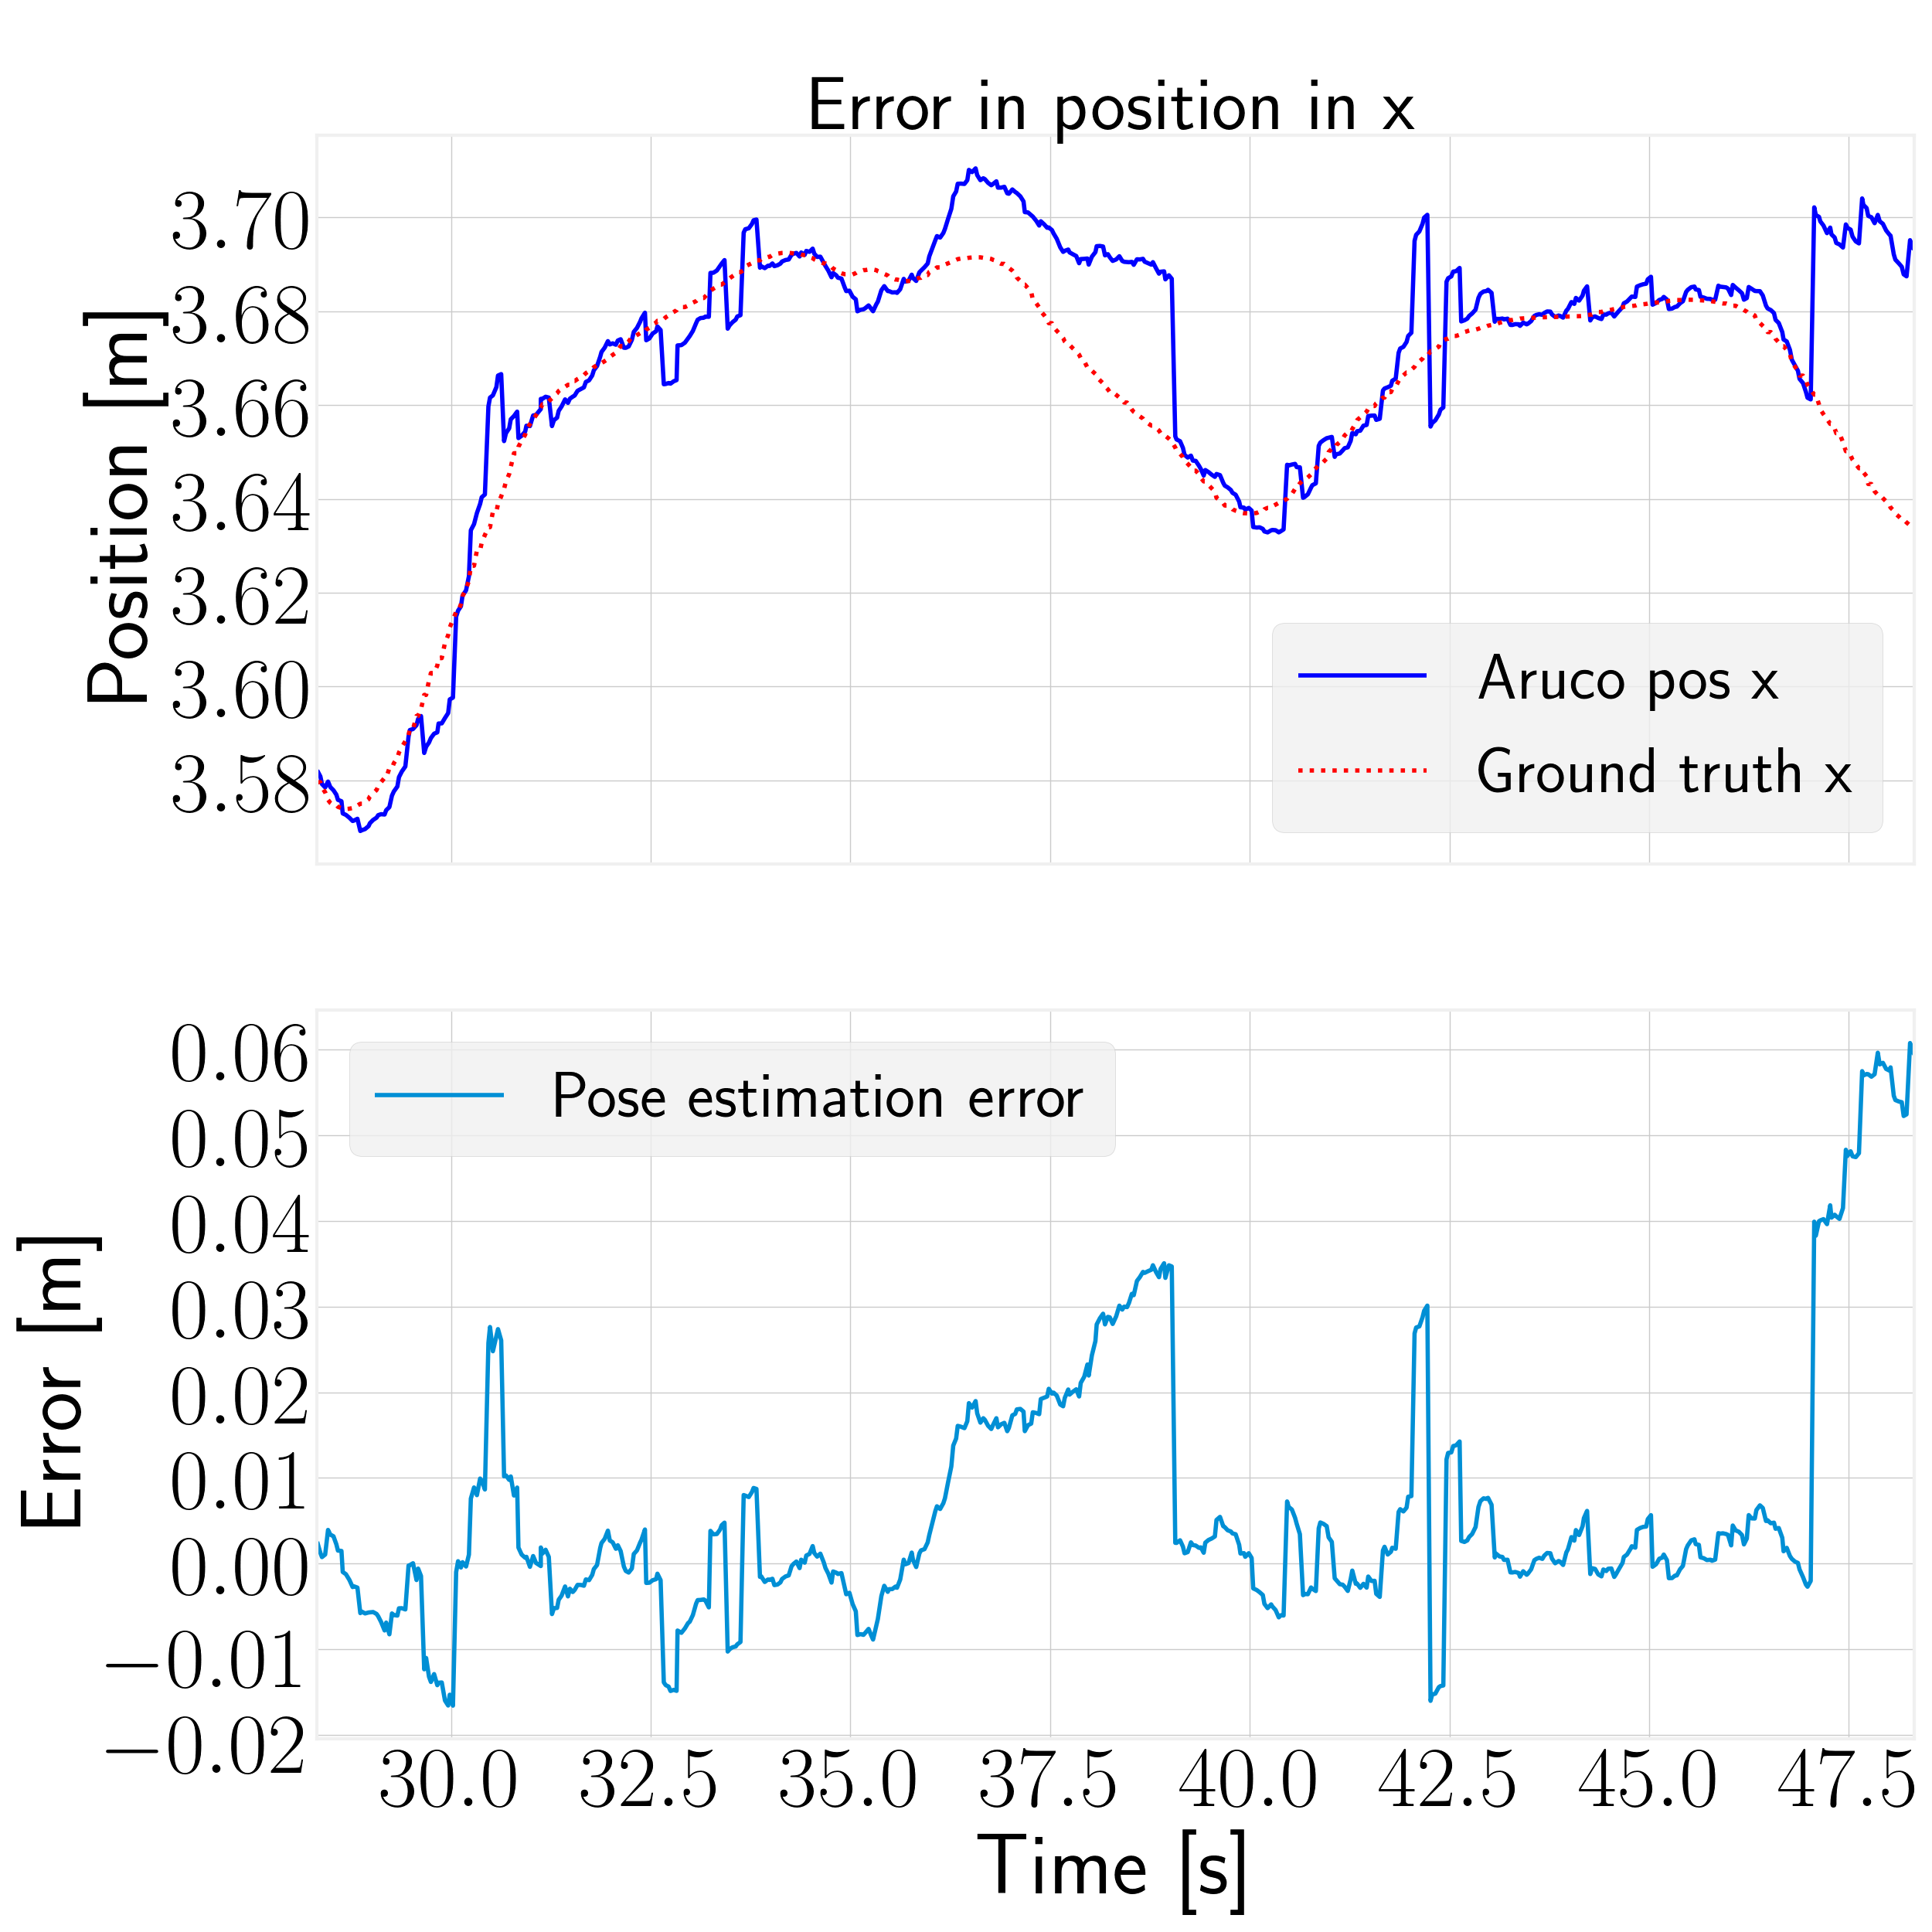 Error in position in x
Position [m]
3.70
3.68
3.66
3.64
3.62
3.60
3.58
Aruco pos x
Ground truth x
Error [m]
0.06
0.05
0.04
0.03
0.02
0.01
0.00
−0.01
−0.02
Pose estimation error
30.0 32.5 35.0 37.5 40.0 42.5 45.0 47.5
Time [s]